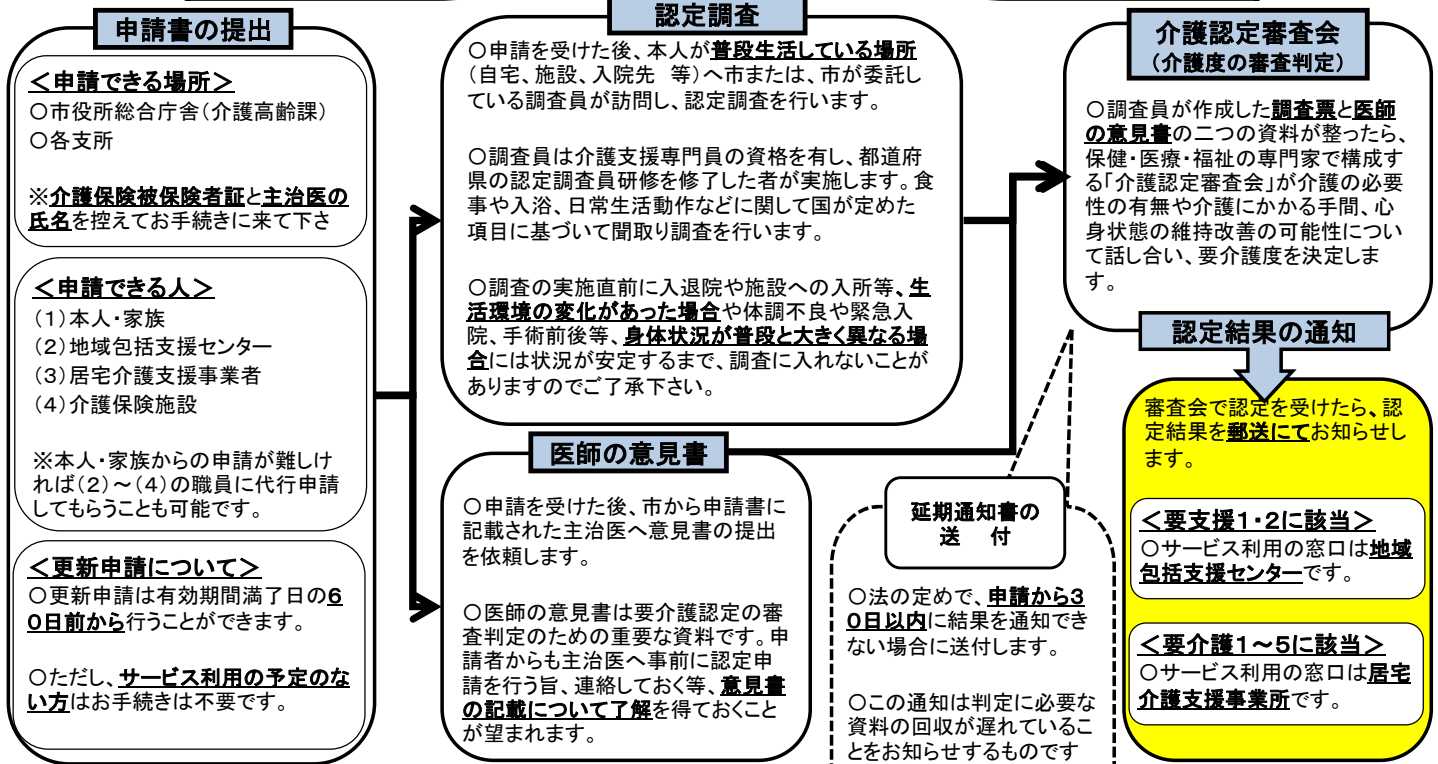 申請書の提出
＜申請できる場所＞
○市役所総合庁舎（介護高齢課）
○各支所
※介護保険被保険者証と主治医の
氏名を控えてお手続きに来て下さ
＜申請できる人＞
（１）本人・家族
（２）地域包括支援センター
（３）居宅介護支援事業者
（４）介護保険施設
※本人・家族からの申請が難しけ
れば（２）～（４）の職員に代行申請
してもらうことも可能です。
＜更新申請について＞
○更新申請は有効期間満了日の６
０日前から行うことができます。
○ただし、サービス利用の予定のな
い方はお手続きは不要です。
認定調査
○申請を受けた後、本人が普段生活している場所
（自宅、施設、入院先　等）へ市または、市が委託し
ている調査員が訪問し、認定調査を行います。
○調査員は介護支援専門員の資格を有し、都道府
県の認定調査員研修を修了した者が実施します。食
事や入浴、日常生活動作などに関して国が定めた
項目に基づいて聞取り調査を行います。
○調査の実施直前に入退院や施設への入所等、生
活環境の変化があった場合や体調不良や緊急入
院、手術前後等、身体状況が普段と大きく異なる場
合には状況が安定するまで、調査に入れないことが
ありますのでご了承下さい。
医師の意見書
○申請を受けた後、市から申請書に
記載された主治医へ意見書の提出
を依頼します。
○医師の意見書は要介護認定の審
査判定のための重要な資料です。申
請者からも主治医へ事前に認定申
請を行う旨、連絡しておく等、意見書
の記載について了解を得ておくこと
が望まれます。
介護認定審査会
（介護度の審査判定）
○調査員が作成した調査票と医師
の意見書の二つの資料が整ったら、
保健・医療・福祉の専門家で構成す
る「介護認定審査会」が介護の必要
性の有無や介護にかかる手間、心
身状態の維持改善の可能性につい
て話し合い、要介護度を決定しま
す。
延期通知書の
送　付
○法の定めで、申請から３
０日以内に結果を通知でき
ない場合に送付します。
○この通知は判定に必要な
資料の回収が遅れているこ
とをお知らせするものです
認定結果の通知
審査会で認定を受けたら、認
定結果を郵送にてお知らせし
ます。
＜要支援１・２に該当＞
○サービス利用の窓口は地域
包括支援センターです。
＜要介護１～５に該当＞
○サービス利用の窓口は居宅
介護支援事業所です。